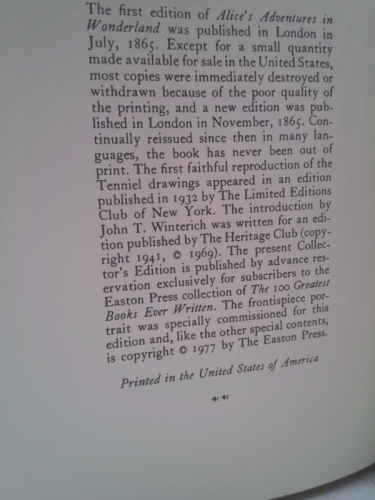 The first edition of Alice's Adventures in
Wonderland was published in London in
July, 1865. Except for a small quantity
made available for sale in the United States,
most copies were immediately destroyed or
withdrawn because of the poor quality of
the printing, and a new edition was pub-
lished in London in November, 1865. Con-
tinually reissued since then in many lan-
guages, the book has never been out of
print. The first faithful reproduction of the
Tenniel drawings appeared in an edition
published in 1932 by The Limited Editions
Club of New York. The introduction by
John T. Winterich was written for an edi-
tion published by The Heritage Club (copy-
right 1941, © 1969). The present Collec-
tor's Edition is published by advance res-
ervation exclusively for subscribers to the
Easton Press collection of The 100 Greatest
Books Ever Written. The frontispiece por-
trait was specially commissioned for this
edition and, like the other special contents,
is copyright © 1977 by The Easton Press.
Printed in the United States of America